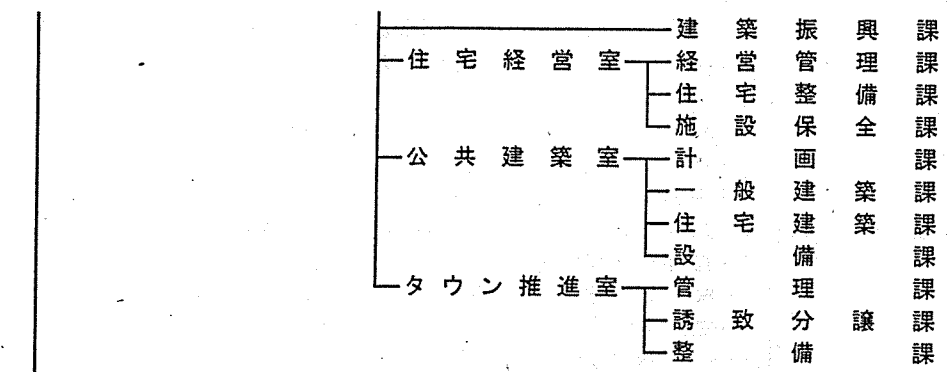 建築振興課
住宅経営室 経営管理課
住宅整備課
施設保全課
公共建築室 計画課
一般建築課
住宅建築課
設備課
タウン推進室 管理課
誘致分譲課
整備課